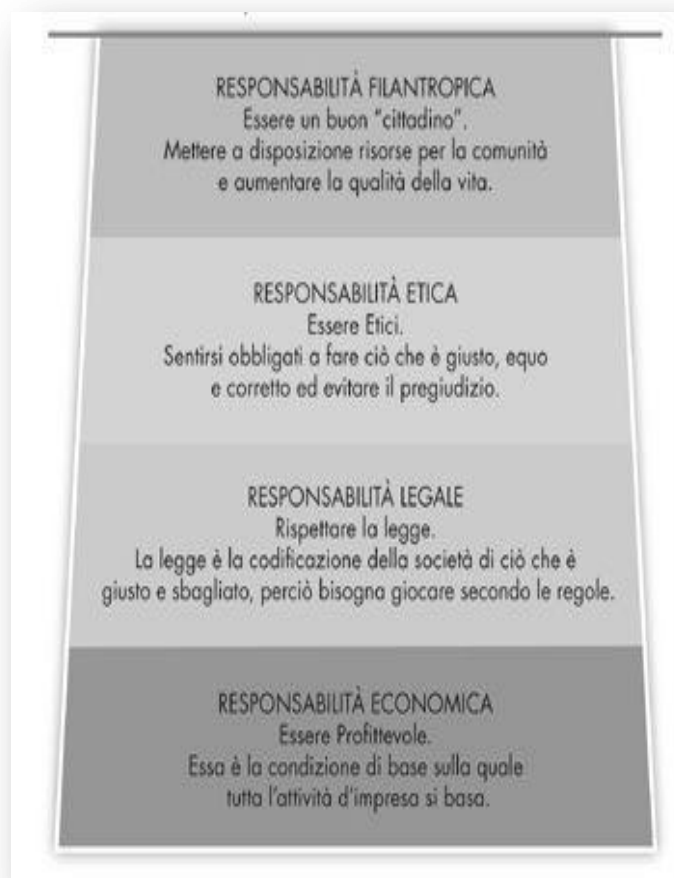 RESPONSABILITÀ FILANTROPICA
Essere un buon "cittadino".
Mettere a disposizione risorse per la comunità
e aumentare la qualità della vita.
RESPONSABILITÀ ETICA
Essere Etici.
Sentirsi obbligati a fare ciò che è giusto, equo
e corretto ed evitare il pregiudizio.
RESPONSABILITÀ LEGALE
Rispettare la legge.
La legge è la codificazione della società di ciò che è
giusto e sbagliato, perciò bisogna giocare secondo le regole.
RESPONSABILITÀ ECONOMICA
Essere Profittevole.
Essa è la condizione di base sulla quale
tutta l'attività d'impresa si basa.